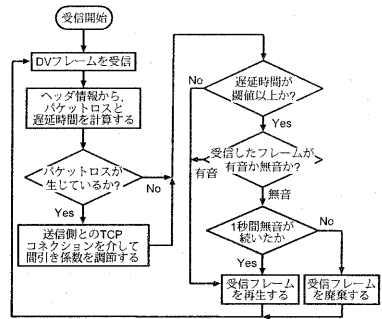 受信開始
DVフレームを受信
ヘッダ情報から,
パケットロスと
遅延時間を計算する
パケットロスが
生じているか?
No
Yes
送信側とのTCP
コネクションを介して
間引き係数を調節する
遅延時間が
閾値以上か?
No
Yes
受信したフレームが
有音か無音か?
有音
無音
1秒間無音が
続いたか
No
Yes
受信フレーム
を再生する
受信フレーム
を廃棄する